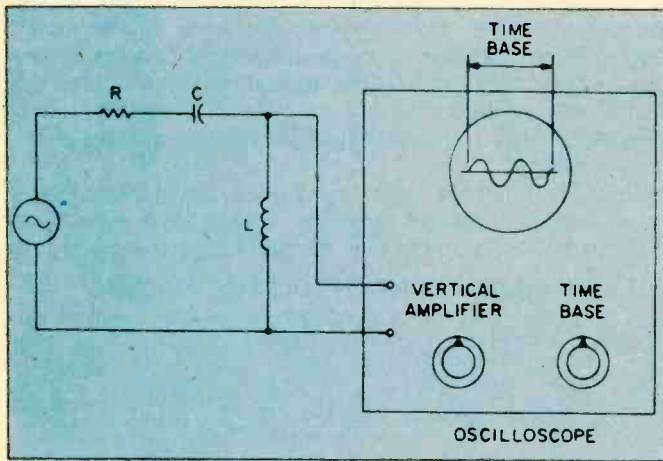 TIME
BASE
R
C
L
VERTICAL
AMPLIFIER
TIME
BASE
OSCILLOSCOPE